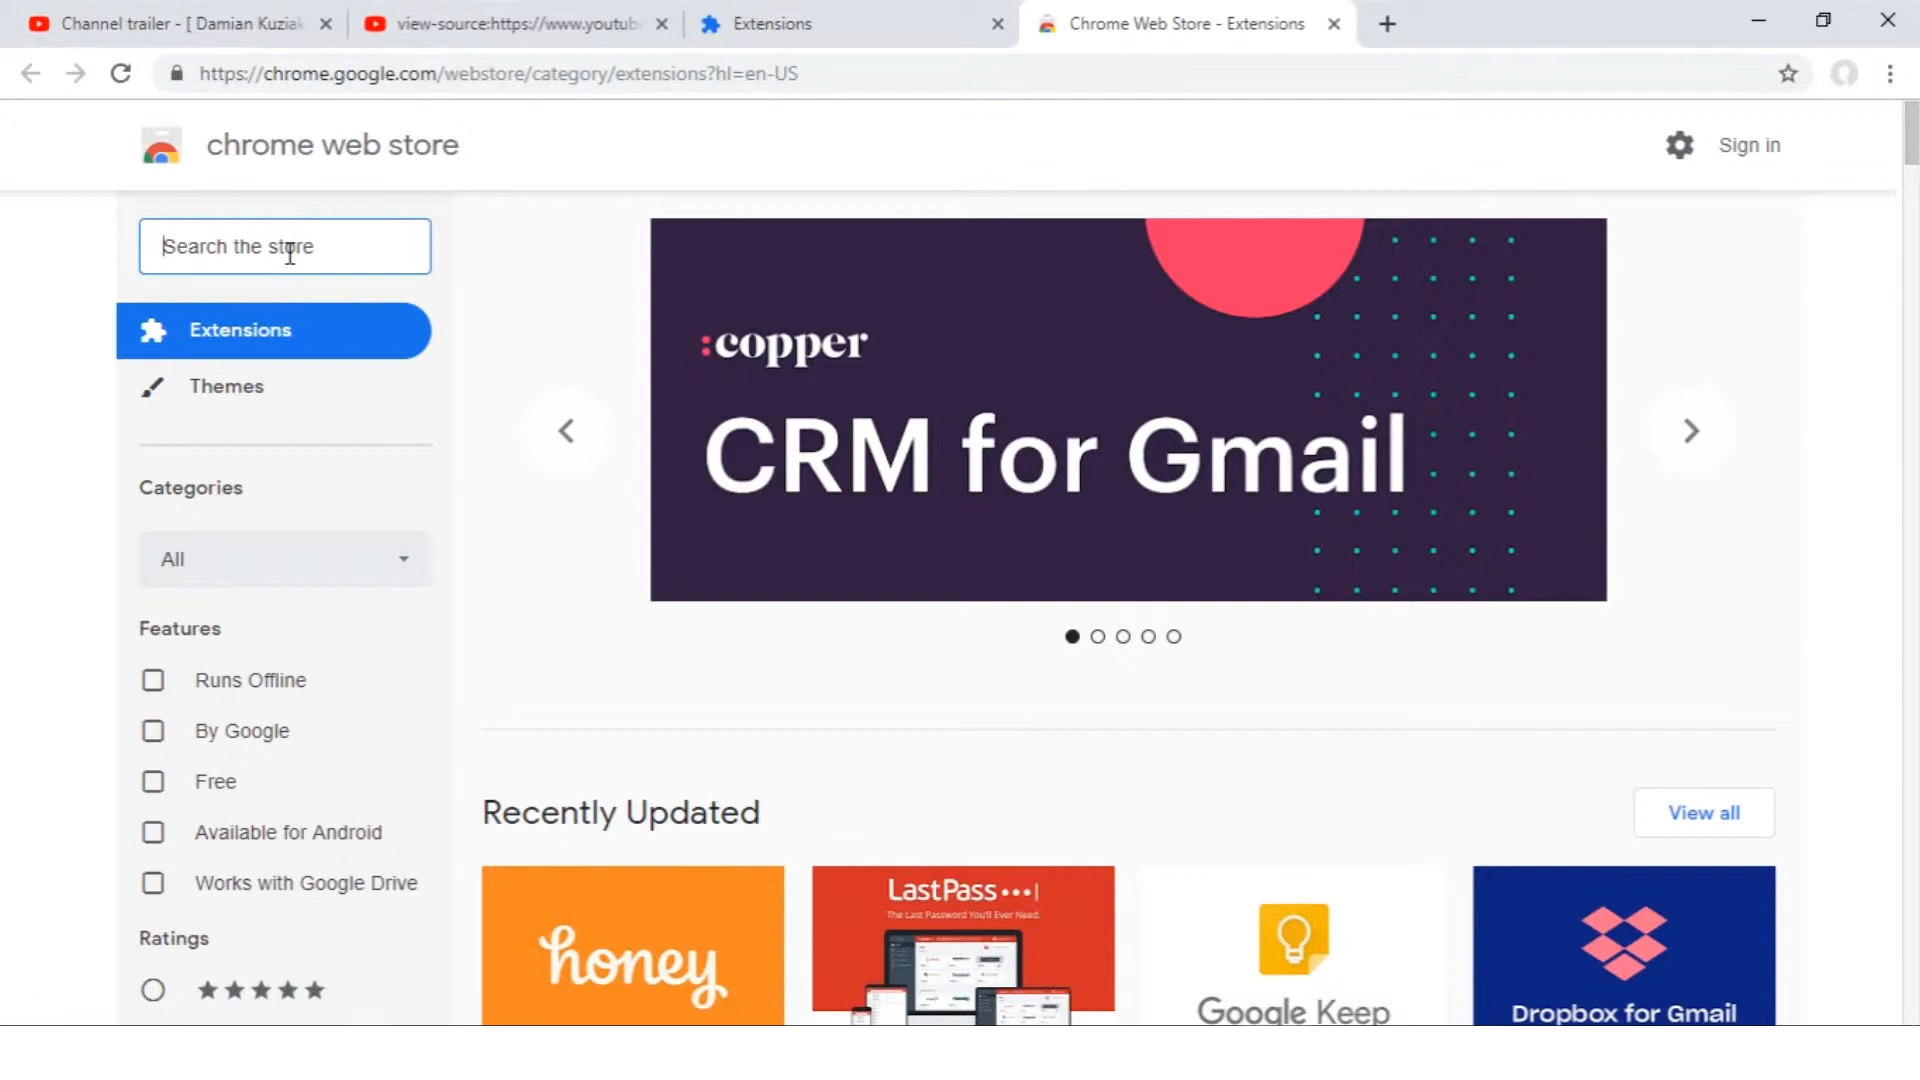 Channel trailer - [ Damian Kuziak
view-source:https://www.youtub
Extensions
Chrome Web Store - Extensions
https://chrome.google.com/webstore/category/extensions?hl=en-US
chrome web store
Sign in
Search the store
Extensions
Themes
Categories
All
Features
Runs Offline
By Google
Free
Available for Android
Works with Google Drive
Ratings
:copper
CRM for Gmail
Recently Updated
View all
honey
LastPass •••|
The Last Password You'll Ever Need.
Google Keep
Dropbox for Gmail